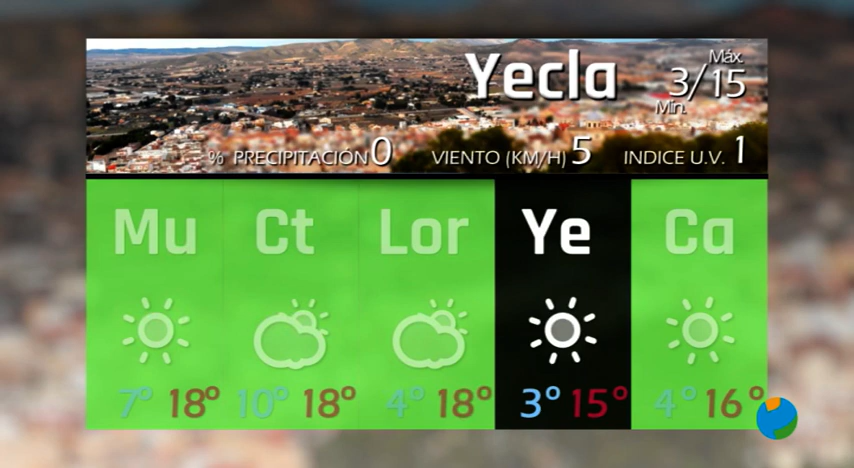 Yecla
Máx.
3/15
Mín.
% PRECIPITACIÓN 0 VIENTO (KM/H) 5 INDICE U.V. 1
Mu Ct Lor Ye Ca
7° 18° 10° 18° 4° 18° 3° 15° 4° 16°